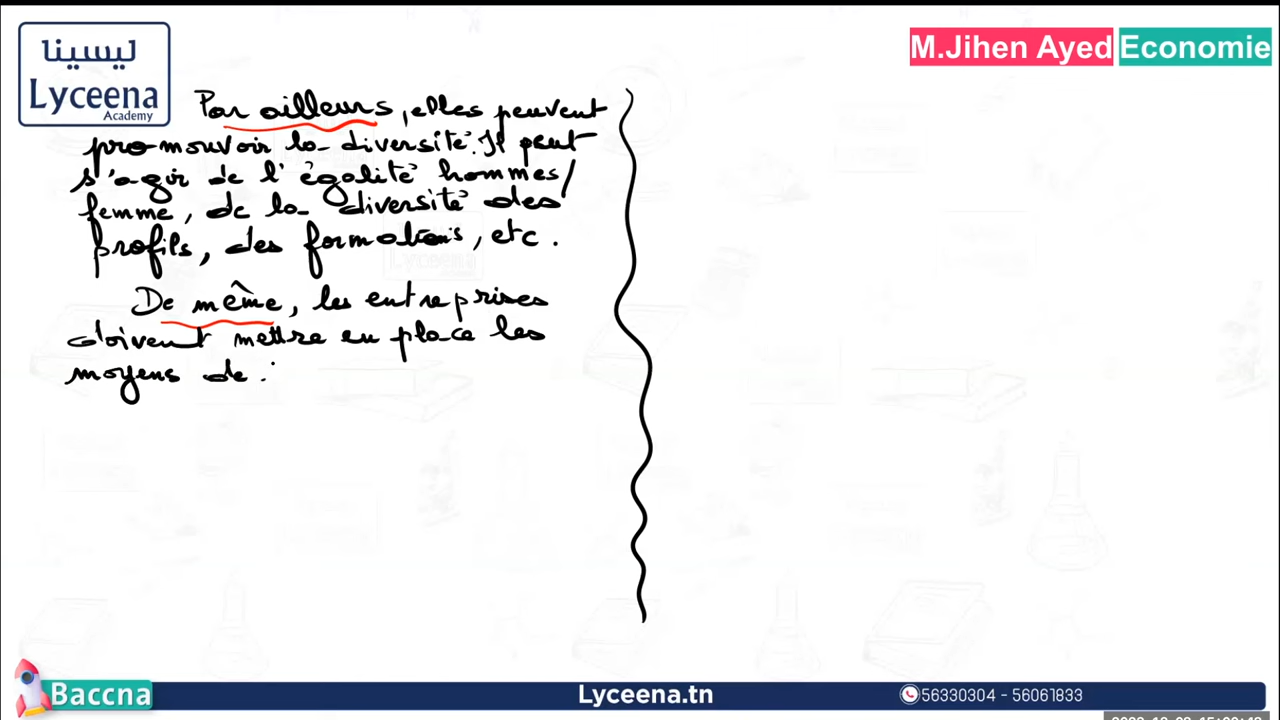 ليسينا
Lyceena
Academy
M.Jihen Ayed Economie
Par ailleurs, elles peuvent
promouvoir la diversité. Il peut
s'agir de l'égalité hommes/
femme, de la diversité des
profils, des formations, etc.
De même, les entreprises
doivent mettre en place les
moyens de :
Baccna
Lyceena.tn
56330304 - 56061833